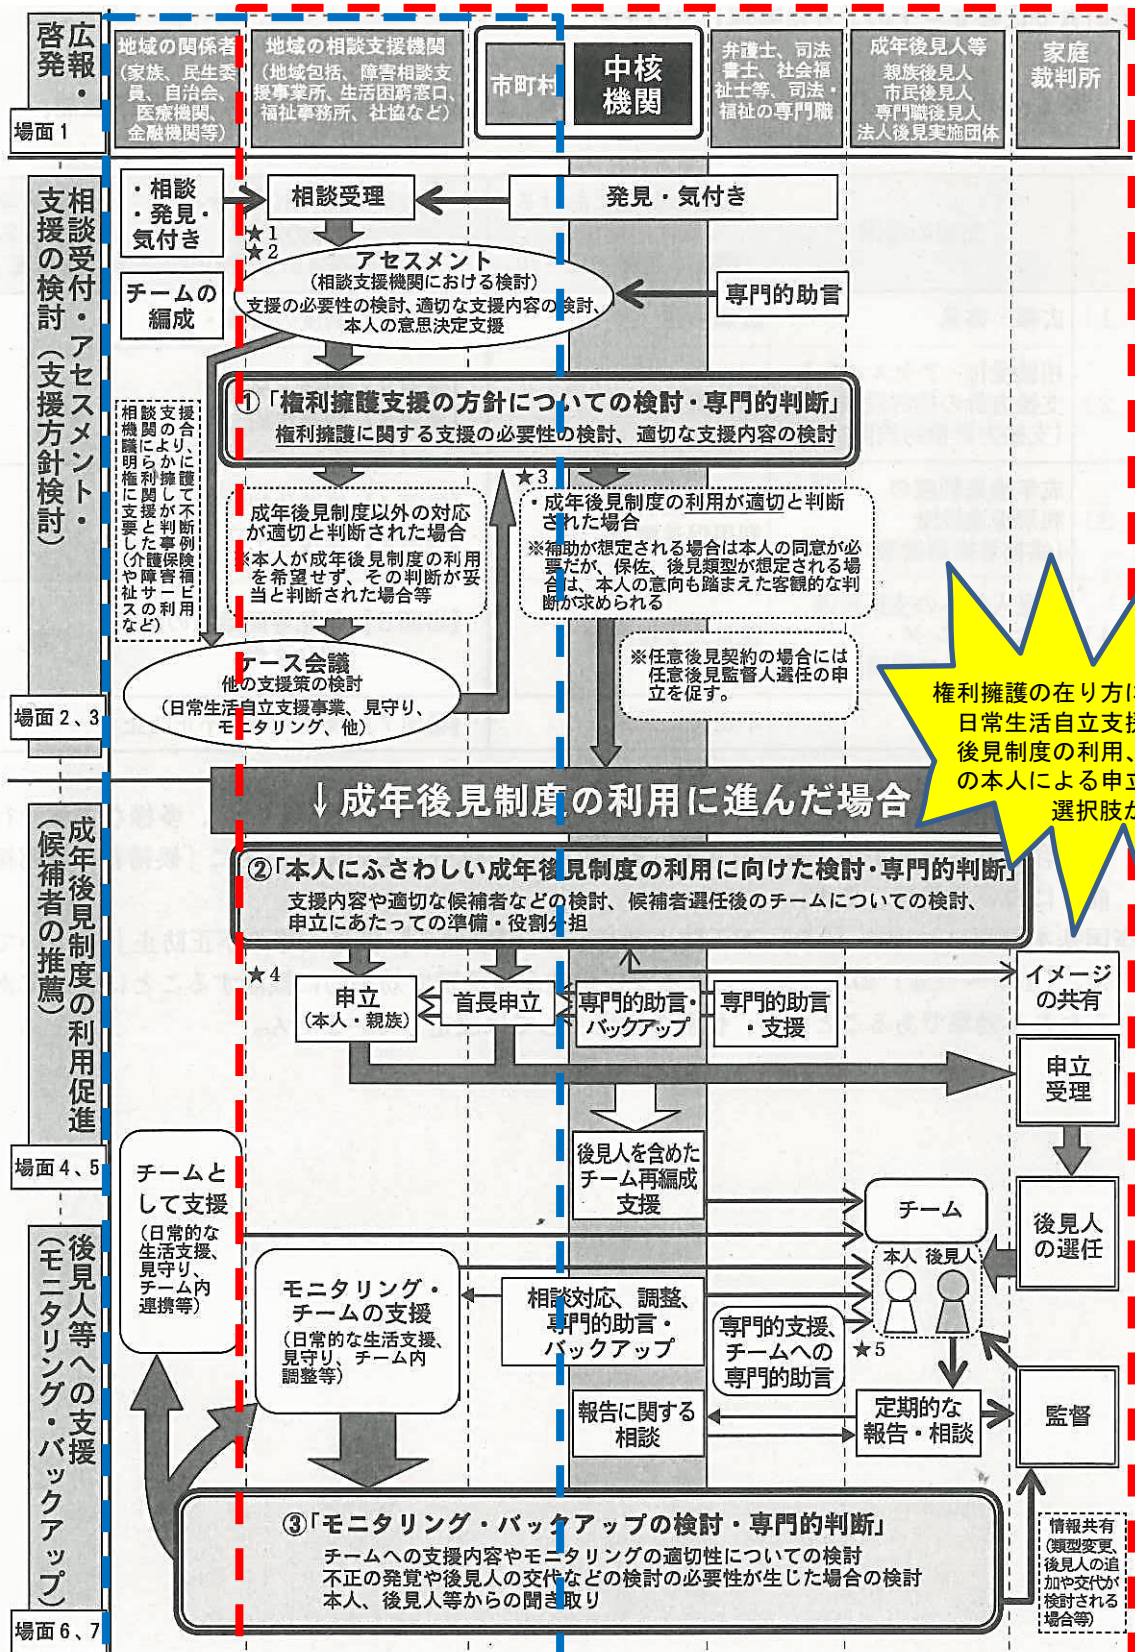 広報・
啓発
場面1
地域の関係者
(家族、民生委
員、自治会、
医療機関、
金融機関等)
地域の相談支援機関
(地域包括、障害相談支
援事業所、生活困窮窓口、
福祉事務所、社協など)
市町村
中核
機関
弁護士、司法
書士、社会福
祉士等、司法・
福祉の専門職
成年後見人等
親族後見人
市民後見人
専門職後見人
法人後見実施団体
家庭
裁判所
相談受付・アセスメント・
支援の検討(支援方針検討)
場面2、3
・相談
・発見・
気付き
相談受理
発見・気付き
★1
★2
アセスメント
(相談支援機関における検討)
支援の必要性の検討、適切な支援内容の検討、
本人の意思決定支援
チームの
編成
専門的助言
①「権利擁護支援の方針についての検討・専門的判断」
権利擁護に関する支援の必要性の検討、適切な支援内容の検討
相談支援
機関の合
議により、
明らかに
権利擁護
に関して
支援が不
要と判断
した事例
(介護保険
や障害福
祉サービ
スの利用
など)
成年後見制度以外の対応
が適切と判断された場合
※本人が成年後見制度の利用
を希望せず、その判断が妥
当と判断された場合等
★3
・成年後見制度の利用が適切と判断
された場合
※補助が想定される場合は本人の同意が必
要だが、保佐、後見類型が想定される場
合は、本人の意向も踏まえた客観的な判
断が求められる
ケース会議
他の支援策の検討
(日常生活自立支援事業、見守り、
モニタリング、他)
※任意後見契約の場合には
任意後見監督人選任の申
立を促す。
権利擁護の在り方に
日常生活自立支援
後見制度の利用、
の本人による申立
選択肢が
↓成年後見制度の利用に進んだ場合
成年後見制度の利用促進
(候補者の推薦)
場面4、5
②「本人にふさわしい成年後見制度の利用に向けた検討・専門的判断」
支援内容や適切な候補者などの検討、候補者選任後のチームについての検討、
申立にあたっての準備・役割分担
★4
申立
(本人・親族)
首長申立
専門的助言・
バックアップ
専門的助言
・支援
イメージ
の共有
申立
受理
後見人を含めた
チーム再編成
支援
チームと
して支援
(日常的な
生活支援、
見守り、
チーム内
連携等)
チーム
本人 後見人
後見人
の選任
後見人等への支援
(モニタリング・バックアップ)
場面6、7
モニタリング・
チームの支援
(日常的な生活支援、
見守り、チーム内
調整等)
相談対応、調整、
専門的助言・
バックアップ
専門的支援、
チームへの
専門的助言
★5
報告に関する
相談
定期的な
報告・相談
監督
③「モニタリング・バックアップの検討・専門的判断」
チームへの支援内容やモニタリングの適切性についての検討
不正の発覚や後見人の交代などの検討の必要性が生じた場合の検討
本人、後見人等からの聞き取り
情報共有
(類型変更、
後見人の追
加や交代が
検討される
場合等)